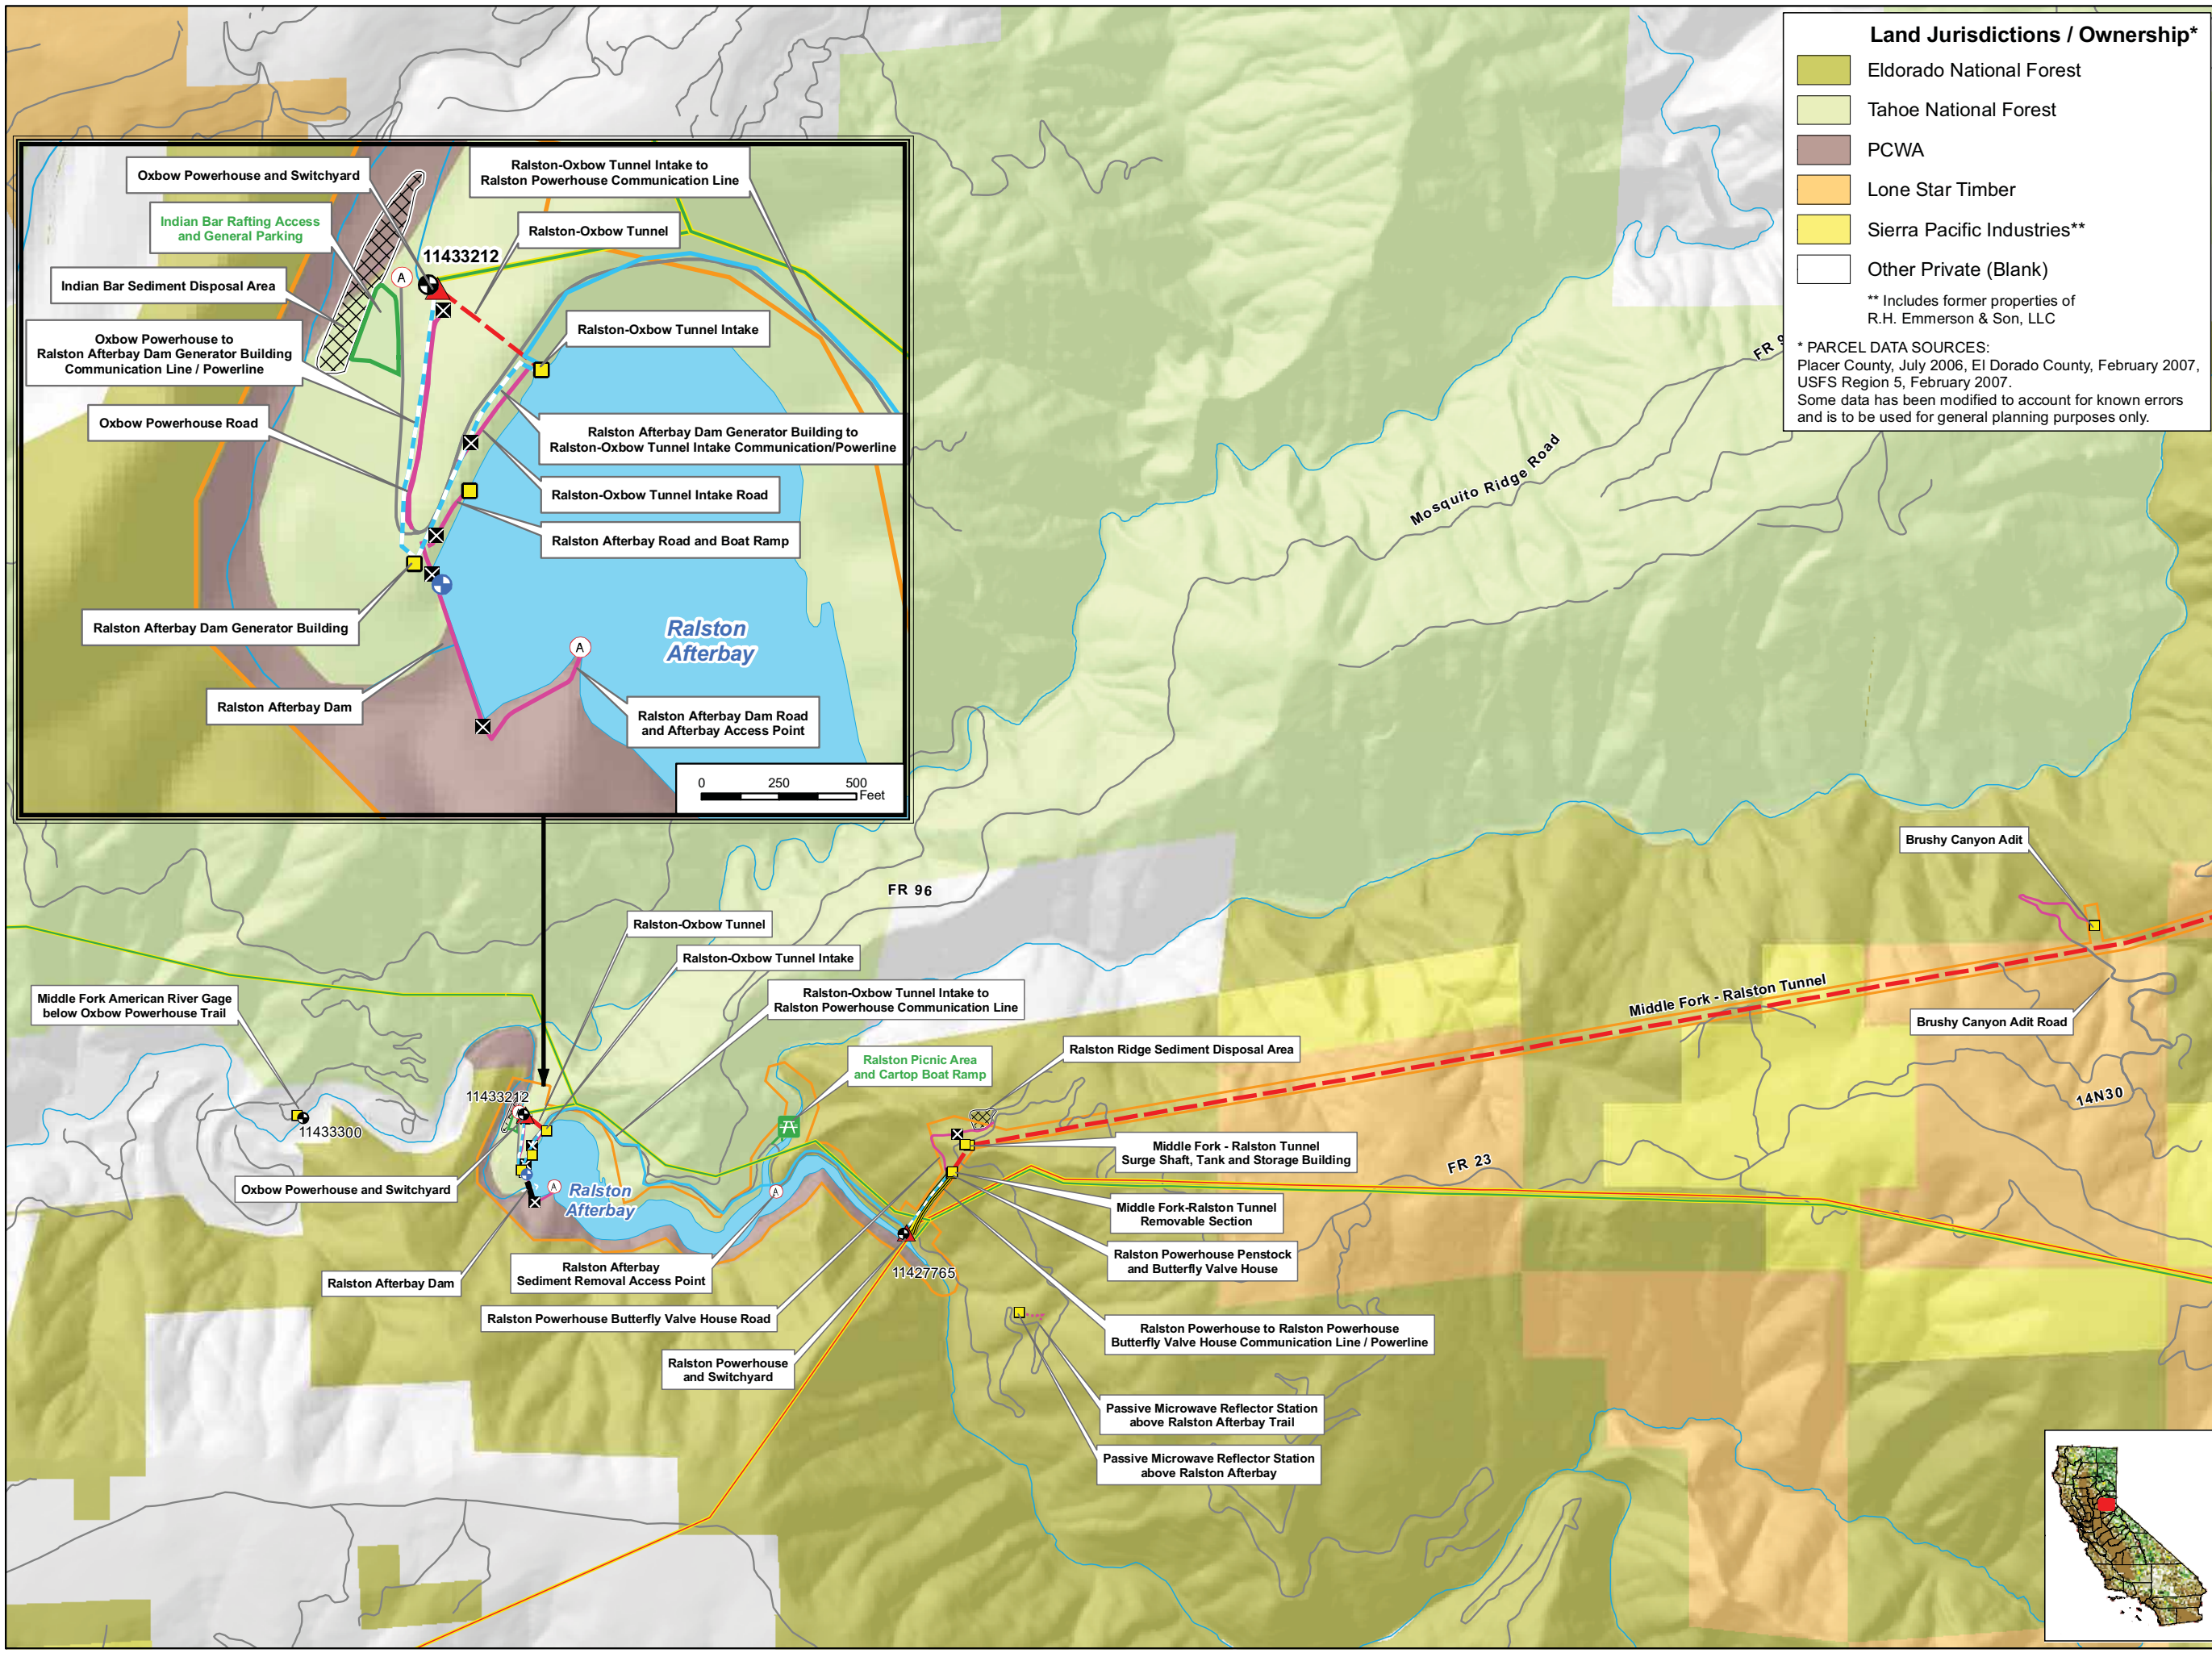 Land Jurisdictions / Ownership*
Eldorado National Forest
Tahoe National Forest
PCWA
Lone Star Timber
Sierra Pacific Industries**
Other Private (Blank)
** Includes former properties of
R.H. Emmerson & Son, LLC
* PARCEL DATA SOURCES:
Placer County, July 2006, El Dorado County, February 2007,
USFS Region 5, February 2007.
Some data has been modified to account for known errors
and is to be used for general planning purposes only.
Oxbow Powerhouse and Switchyard
Ralston-Oxbow Tunnel Intake to
Ralston Powerhouse Communication Line
Indian Bar Rafting Access
and General Parking
Ralston-Oxbow Tunnel
11433212
A
Indian Bar Sediment Disposal Area
Ralston-Oxbow Tunnel Intake
Oxbow Powerhouse to
Ralston Afterbay Dam Generator Building
Communication Line / Powerline
Oxbow Powerhouse Road
Ralston Afterbay Dam Generator Building to
Ralston-Oxbow Tunnel Intake Communication/Powerline
Ralston-Oxbow Tunnel Intake Road
Ralston Afterbay Road and Boat Ramp
Ralston Afterbay Dam Generator Building
Ralston
Afterbay
A
Ralston Afterbay Dam
Ralston Afterbay Dam Road
and Afterbay Access Point
0 250 500
Feet
FR 9
Mosquito Ridge Road
Brushy Canyon Adit
FR 96
Ralston-Oxbow Tunnel
Ralston-Oxbow Tunnel Intake
Middle Fork American River Gage
below Oxbow Powerhouse Trail
Ralston-Oxbow Tunnel Intake to
Ralston Powerhouse Communication Line
Middle Fork - Ralston Tunnel
Brushy Canyon Adit Road
Ralston Ridge Sediment Disposal Area
Ralston Picnic Area
and Cartop Boat Ramp
11433212
11433300
14N30
Middle Fork - Ralston Tunnel
Surge Shaft, Tank and Storage Building
FR 23
Oxbow Powerhouse and Switchyard
A
Ralston
Afterbay
A
Middle Fork-Ralston Tunnel
Removable Section
Ralston Afterbay
Sediment Removal Access Point
Ralston Afterbay Dam
11427765
Ralston Powerhouse Penstock
and Butterfly Valve House
Ralston Powerhouse Butterfly Valve House Road
Ralston Powerhouse to Ralston Powerhouse
Butterfly Valve House Communication Line / Powerline
Ralston Powerhouse
and Switchyard
Passive Microwave Reflector Station
above Ralston Afterbay Trail
Passive Microwave Reflector Station
above Ralston Afterbay